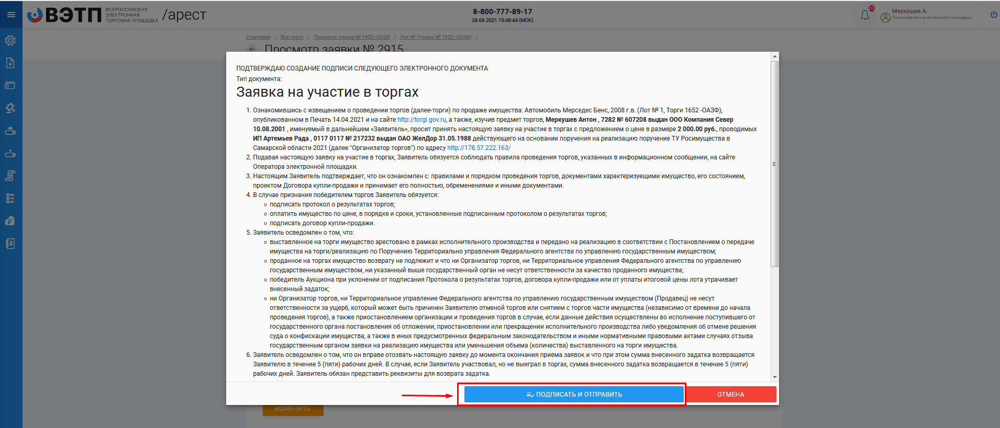 ВЭТП
ВСЕРОССИЙСКАЯ
ЭЛЕКТРОННАЯ
ТОРГОВАЯ ПЛОЩАДКА
/арест
8-800-777-89-17
26.04.2021 10:48:44 (МСК)
Меркушев А.
Пользователь электронной площадки
Стартовая / Все торги / Просмотр торгов № 1652–ОАЗФ / Лот № 1(торги № 1652–ОАЗФ) /
Просмотр заявки № 2915
ПОДТВЕРЖДАЮ СОЗДАНИЕ ПОДПИСИ СЛЕДУЮЩЕГО ЭЛЕКТРОННОГО ДОКУМЕНТА
Тип документа:
Заявка на участие в торгах
1. Ознакомившись с извещением о проведении торгов (далее-торги) по продаже имущества: Автомобиль Мерседес Бенс, 2008 г.в. (Лот № 1, Торги 1652 -ОАЗФ),
опубликованном в Печать 14.04.2021 и на сайте http://torgi.gov.ru, а также, изучив предмет торгов, Меркушев Антон , 7282 № 607208 выдан ООО Компания Север
10.08.2001 , именуемый в дальнейшем «Заявитель», просит принять настоящую заявку на участие в торгах с предложением о цене в размере 2 000.00 руб., проводимых
ИП Артемьев Рада , 0117 0117 № 217232 выдан ОАО ЖелДор 31.05.1988 действующего на основании поручения на реализацию поручение ТУ Росимущества в
Самарской области 2021 (далее "Организатор торгов") по адресу http://178.57.222.163/
2. Подавая настоящую заявку на участие в торгах, Заявитель обязуется соблюдать правила проведения торгов, указанных в информационном сообщении, на сайте
Оператора электронной площадки.
3. Настоящим Заявитель подтверждает, что он ознакомлен с: правилами и порядком проведения торгов, документами характеризуещими имущество, его состоянием,
проектом Договора купли-продажи и принимает его полностью, обременениями и иными документами.
4. В случае признания победителем торгов Заявитель обязуется:
подписать протокол о результатах торгов;
оплатить имущество по цене, в порядке и сроки, установленные подписанным протоколом о результатах торгов;
подписать договор купли-продажи.
5. Заявитель осведомлен о том, что:
выставленное на торги имущество арестовано в рамках исполнительного производства и передано на реализацию в соответствии с Постановлением о передаче
имущества на торги/реализацию по Поручению Территориально управления Федерального агентства по управлению государственным имуществом;
проданное на торгах имущество возврату не подлежит и что ни Организатор торгов, ни Территориальное управления Федерального агентства по управлению
государственным имуществом, ни указанный выше государственный орган не несут ответственности за качество проданного имущества;
победитель Аукциона при уклонении от подписания Протокола о результатах торгов, договора купли-продажи или от уплаты итоговой цены лота утрачивает
внесенный задаток;
ни Организатор торгов, ни Территориальное управление Федерального агентства по управлению государственным имуществом (Продавец) не несут
ответственности за ущерб, который может быть причинен Заявителю отменой торгов или снятием с торгов части имущества (независимо от времени до начала
проведения торгов), а также приостановлением организации и проведения торгов в случае, если данные действия осуществлены во исполнение поступившего от
государственного органа постановления об отложении, приостановлении или прекращении исполнительного производства либо уведомления об отмене решения
суда о конфискации имущества, а также в иных предусмотренных федеральным законодательством и иными нормативными правовыми актами случаях отзыва
государственным органом заявки на реализацию имущества или уменьшения объема (количества) выставленного на торги имущества.
6. Заявитель осведомлен о том, что он вправе отозвать настоящую заявку до момента окончания приема заявок и что при этом сумма внесенного задатка возвращается
Заявителю в течение 5 (пяти) рабочих дней. В случае, если Заявитель участвовал, но не выиграл в торгах, сумма внесенного задатка возвращается в течение 5 (пяти)
рабочих дней. Заявитель обязан представить реквизиты для возврата задатка.
ПОДПИСАТЬ И ОТПРАВИТЬ
ОТМЕНА
ИЗМЕНИТЬ